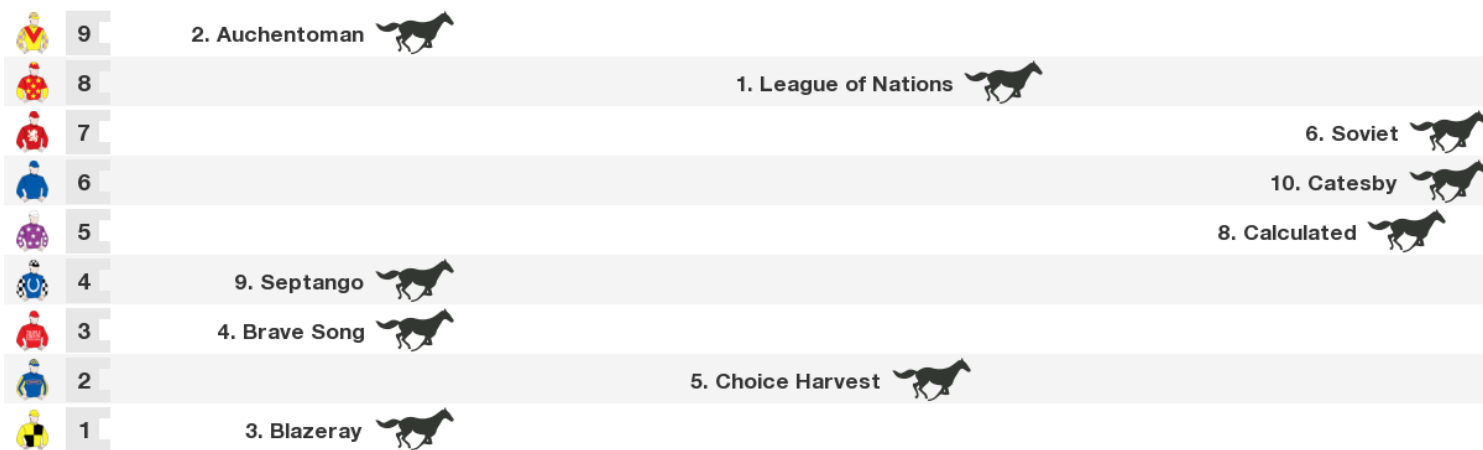 9 2. Auchentoman
8 1. League of Nations
7 6. Soviet
6 10. Catesby
5 8. Calculated
4 9. Septango
3 4. Brave Song
2 5. Choice Harvest
1 3. Blazeray